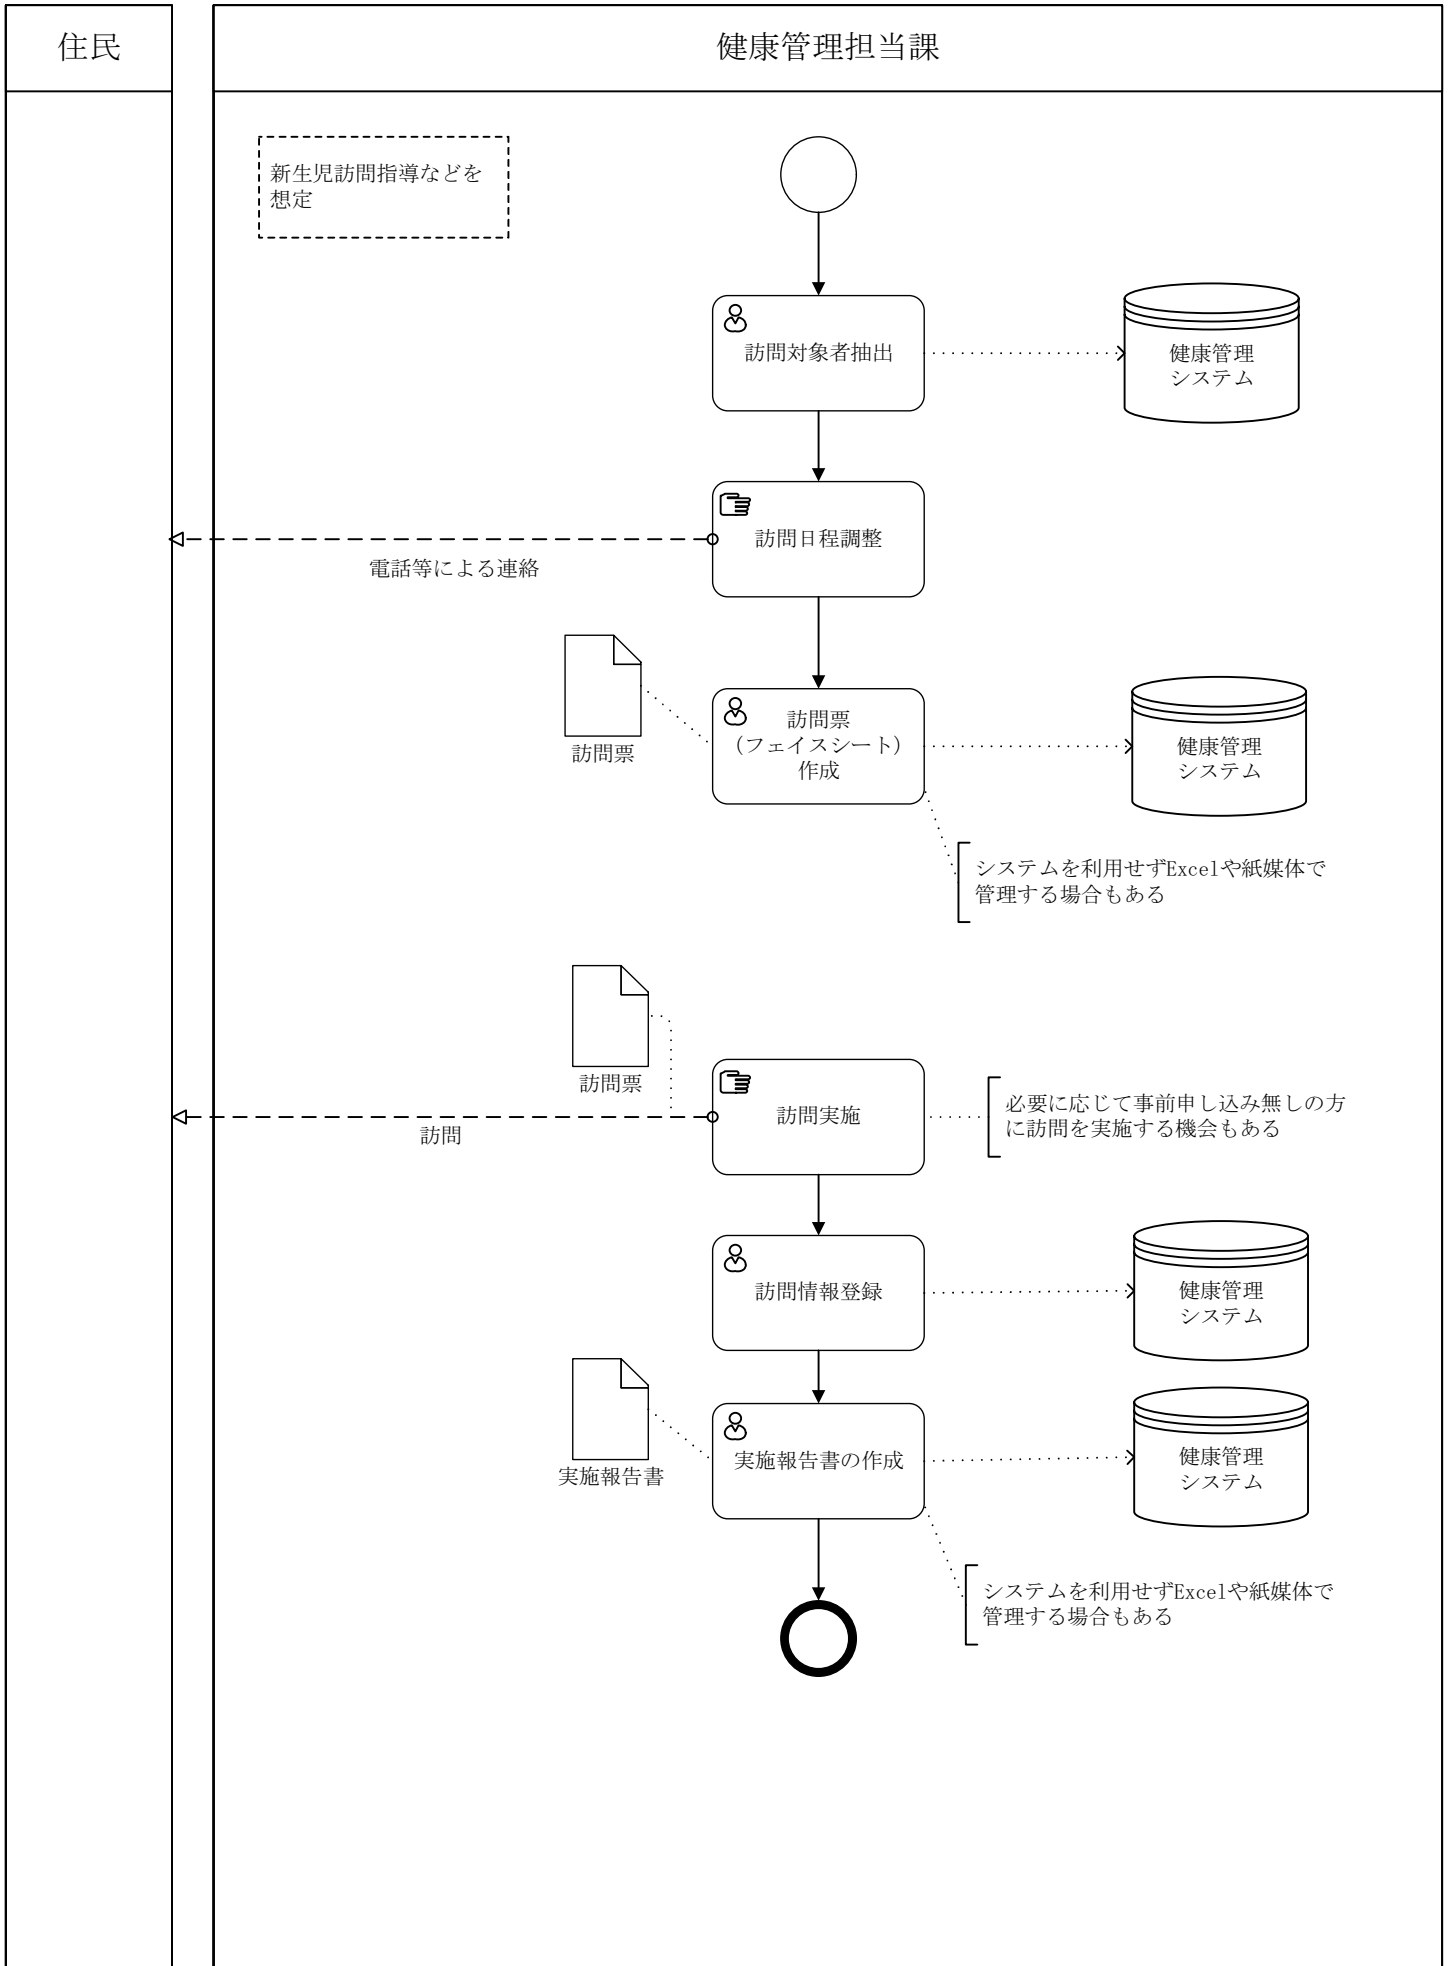 住民
健康管理担当課
新生児訪問指導などを
想定
訪問対象者抽出
健康管理
システム
訪問日程調整
電話等による連絡
訪問票
訪問票
（フェイスシート）
作成
健康管理
システム
システムを利用せずExcelや紙媒体で
管理する場合もある
訪問票
訪問実施
訪問
必要に応じて事前申し込み無しの方
に訪問を実施する機会もある
訪問情報登録
健康管理
システム
実施報告書
実施報告書の作成
健康管理
システム
システムを利用せずExcelや紙媒体で
管理する場合もある